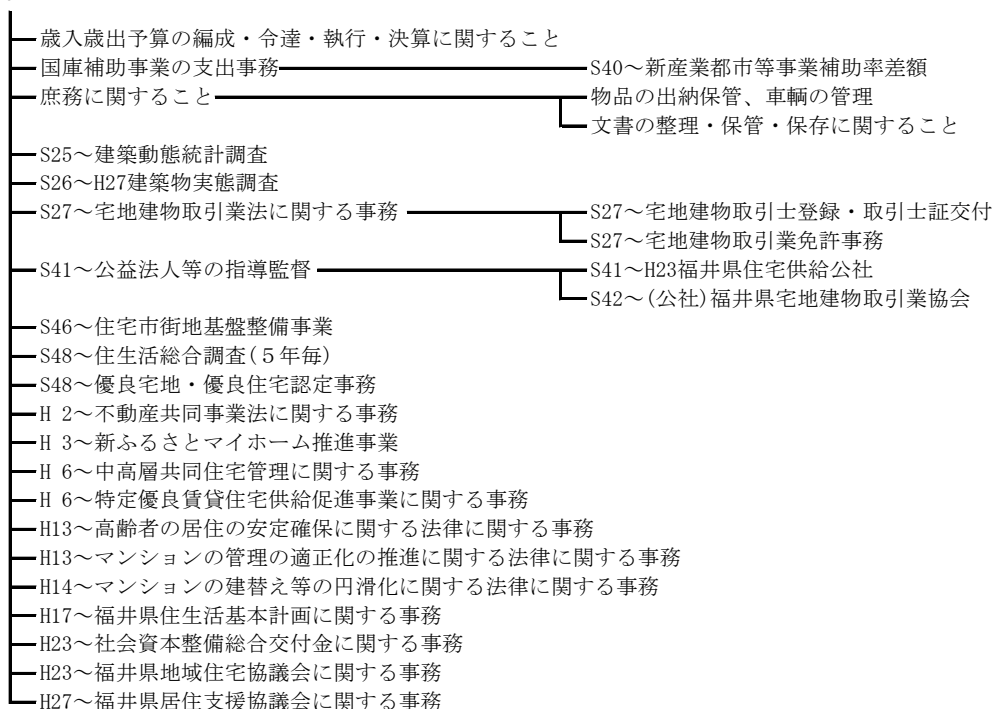 歳入歳出予算の編成・令達・執行・決算に関すること
国庫補助事業の支出事務 S40～新産業都市等事業補助率差額
庶務に関すること 物品の出納保管、車輌の管理
文書の整理・保管・保存に関すること
S25～建築動態統計調査
S26～H27建築物実態調査
S27～宅地建物取引業法に関する事務 S27～宅地建物取引士登録・取引士証交付
S27～宅地建物取引業免許事務
S41～公益法人等の指導監督 S41～H23福井県住宅供給公社
S42～(公社)福井県宅地建物取引業協会
S46～住宅市街地基盤整備事業
S48～住生活総合調査(５年毎)
S48～優良宅地・優良住宅認定事務
H 2～不動産共同事業法に関する事務
H 3～新ふるさとマイホーム推進事業
H 6～中高層共同住宅管理に関する事務
H 6～特定優良賃貸住宅供給促進事業に関する事務
H13～高齢者の居住の安定確保に関する法律に関する事務
H13～マンションの管理の適正化の推進に関する法律に関する事務
H14～マンションの建替え等の円滑化に関する法律に関する事務
H17～福井県住生活基本計画に関する事務
H23～社会資本整備総合交付金に関する事務
H23～福井県地域住宅協議会に関する事務
H27～福井県居住支援協議会に関する事務